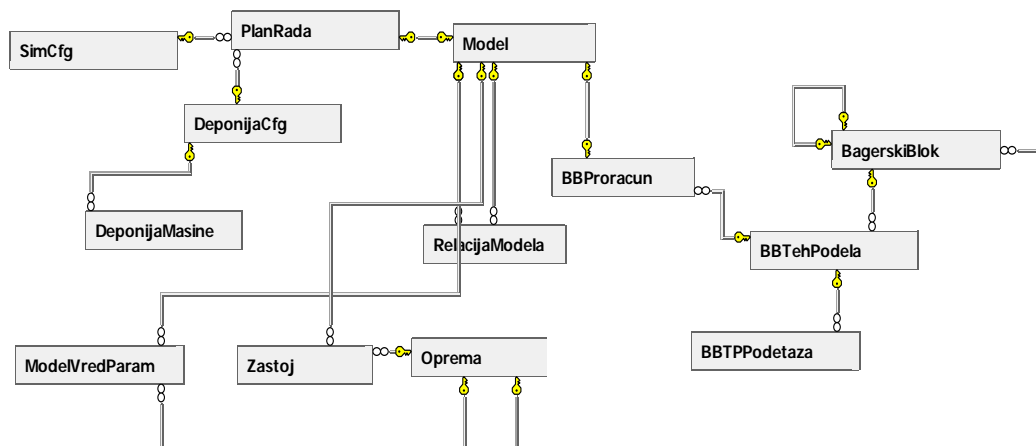 SimCfg
PlanRada
Model
DeponijaCfg
BagerskiBlok
BBProracun
DeponijaMasine
RelacijaModela
BBTehPodela
ModelVredParam
Zastoj
Oprema
BBTPPodetaza